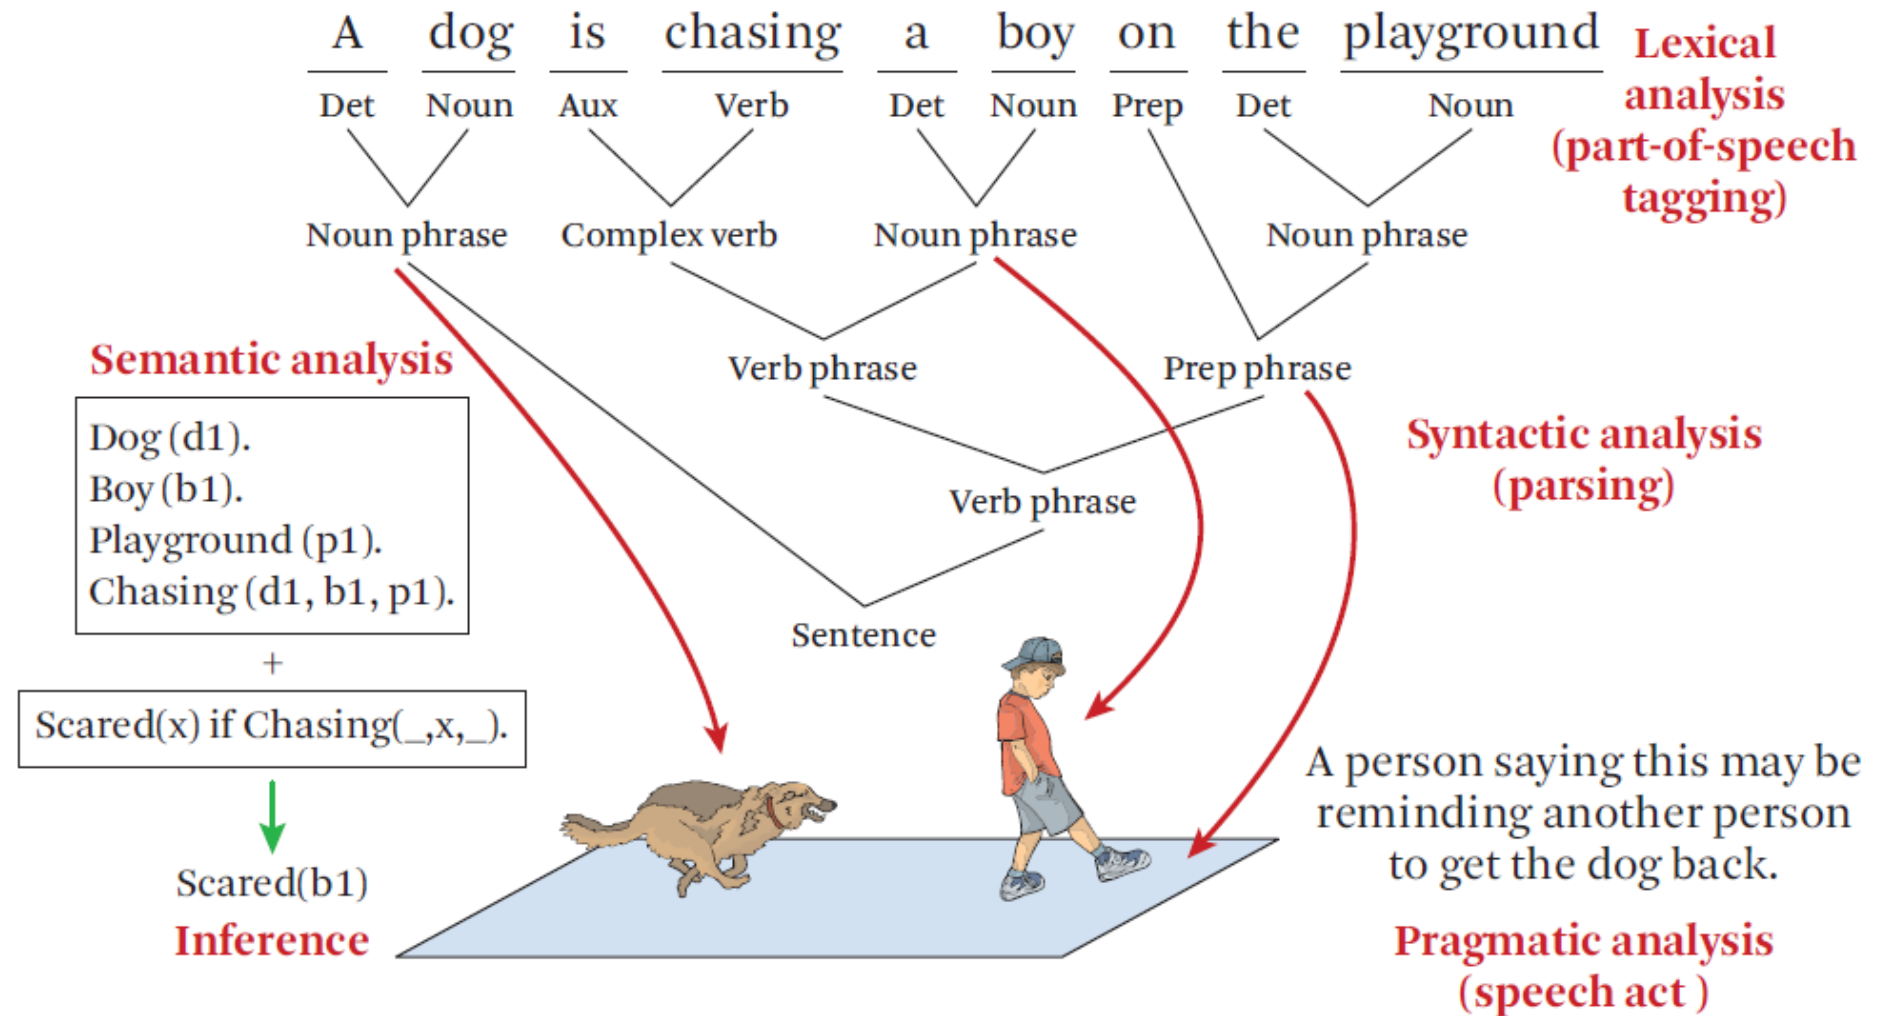 A dog is chasing a boy on the playground
Det Noun Aux Verb Det Noun Prep Det Noun
Lexical
analysis
(part-of-speech
tagging)
Noun phrase Complex verb Noun phrase Noun phrase
Verb phrase Prep phrase
Verb phrase
Sentence
Syntactic analysis
(parsing)
Semantic analysis
Dog (d1).
Boy (b1).
Playground (p1).
Chasing (d1, b1, p1).
+
Scared(x) if Chasing(_,x,_).
Scared(b1)
Inference
A person saying this may be
reminding another person
to get the dog back.
Pragmatic analysis
(speech act )